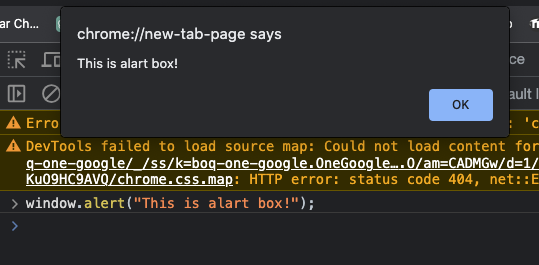 ar Ch...
chrome://new-tab-page says
This is alart box!
OK
Erro
'c
DevTools failed to load source map: Could not load content for
q-one-google/_/ss/k=boq-one-google.OneGoogle….O/am=CADMGw/d=1/
KuO9HC9AVQ/chrome.css.map: HTTP error: status code 404, net::E
> window.alert("This is alart box!");
>